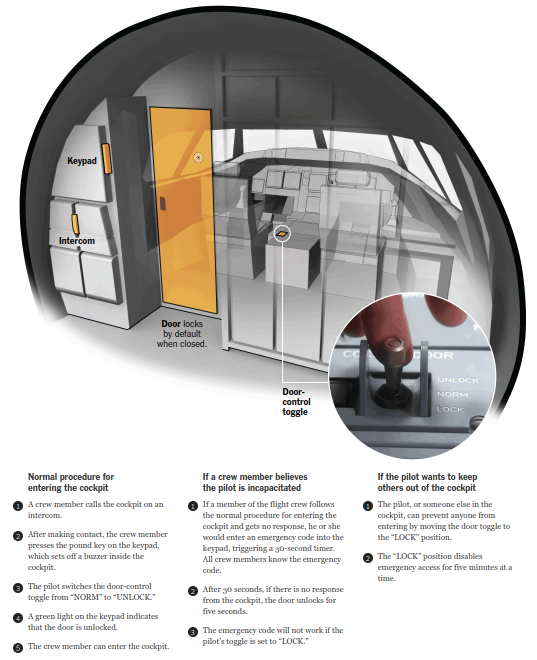 Keypad
Intercom
Door locks
by default
when closed.
Door-
control
toggle
DOOR
UNLOCK
NORM
LOCK
Normal procedure for
entering the cockpit
1 A crew member calls the cockpit on an
intercom.
2 After making contact, the crew member
presses the pound key on the keypad,
which sets off a buzzer inside the
cockpit.
3 The pilot switches the door-control
toggle from “NORM” to “UNLOCK.”
4 A green light on the keypad indicates
that the door is unlocked.
5 The crew member can enter the cockpit.
If a crew member believes
the pilot is incapacitated
1 If a member of the flight crew follows
the normal procedure for entering the
cockpit and gets no response, he or she
would enter an emergency code into the
keypad, triggering a 30-second timer.
All crew members know the emergency
code.
2 After 30 seconds, if there is no response
from the cockpit, the door unlocks for
five seconds.
3 The emergency code will not work if the
pilot’s toggle is set to “LOCK.”
If the pilot wants to keep
others out of the cockpit
1 The pilot, or someone else in the
cockpit, can prevent anyone from
entering by moving the door toggle to
the “LOCK” position.
2 The “LOCK” position disables
emergency access for five minutes at a
time.